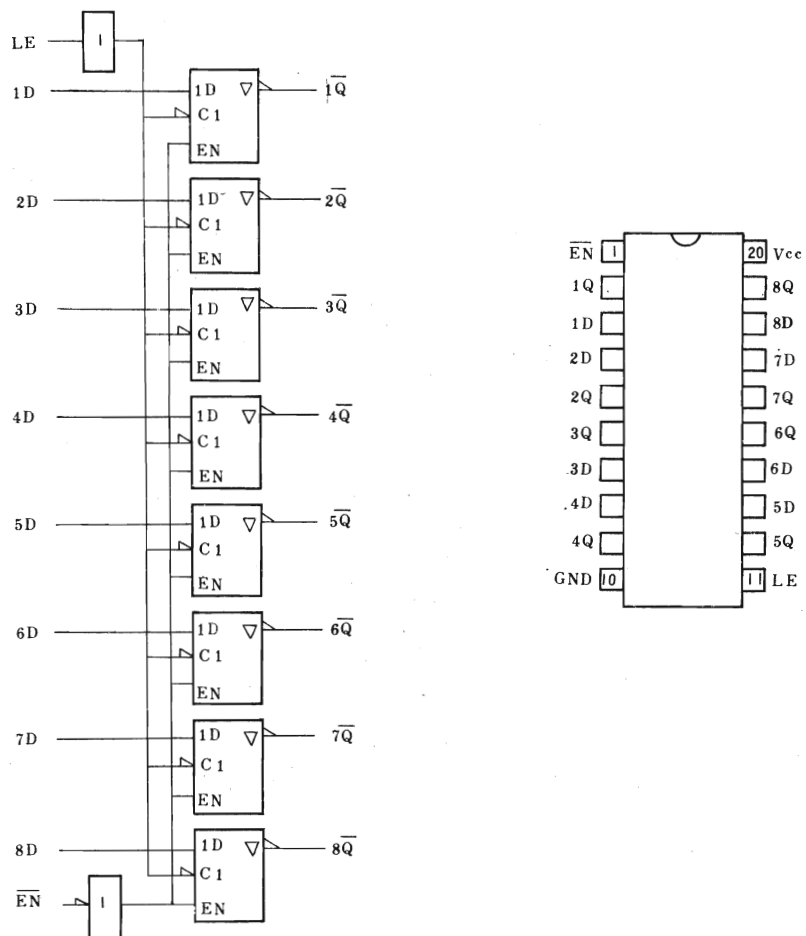 LE 1
1D 1D ▽ 1Q̅
C1
EN
2D 1D ▽ 2Q̅
C1
EN
3D 1D ▽ 3Q̅
C1
EN
4D 1D ▽ 4Q̅
C1
EN
5D 1D ▽ 5Q̅
C1
EN
6D 1D ▽ 6Q̅
C1
EN
7D 1D ▽ 7Q̅
C1
EN
8D 1D ▽ 8Q̅
C1
E̅N̅ 1 EN
E̅N̅ 1 20 Vcc
1Q 8Q
1D 8D
2D 7D
2Q 7Q
3Q 6Q
3D 6D
4D 5D
4Q 5Q
GND 10 11 LE